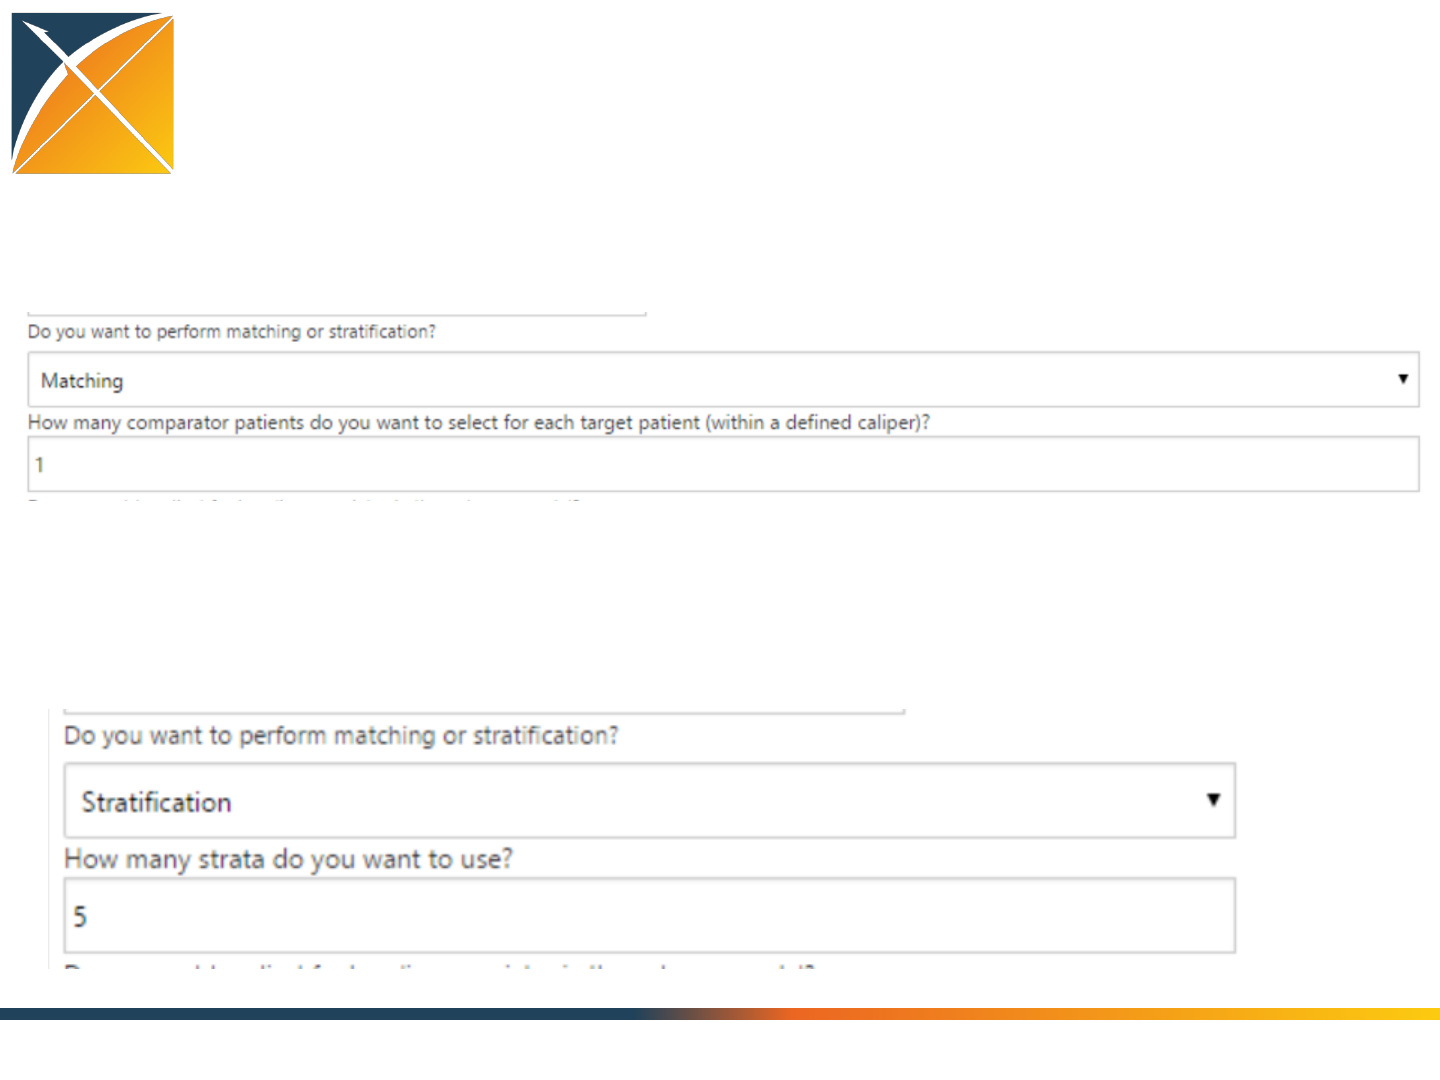 Do you want to perform matching or stratification?
Matching
How many comparator patients do you want to select for each target patient (within a defined caliper)?
1
Do you want to perform matching or stratification?
Stratification
How many strata do you want to use?
5